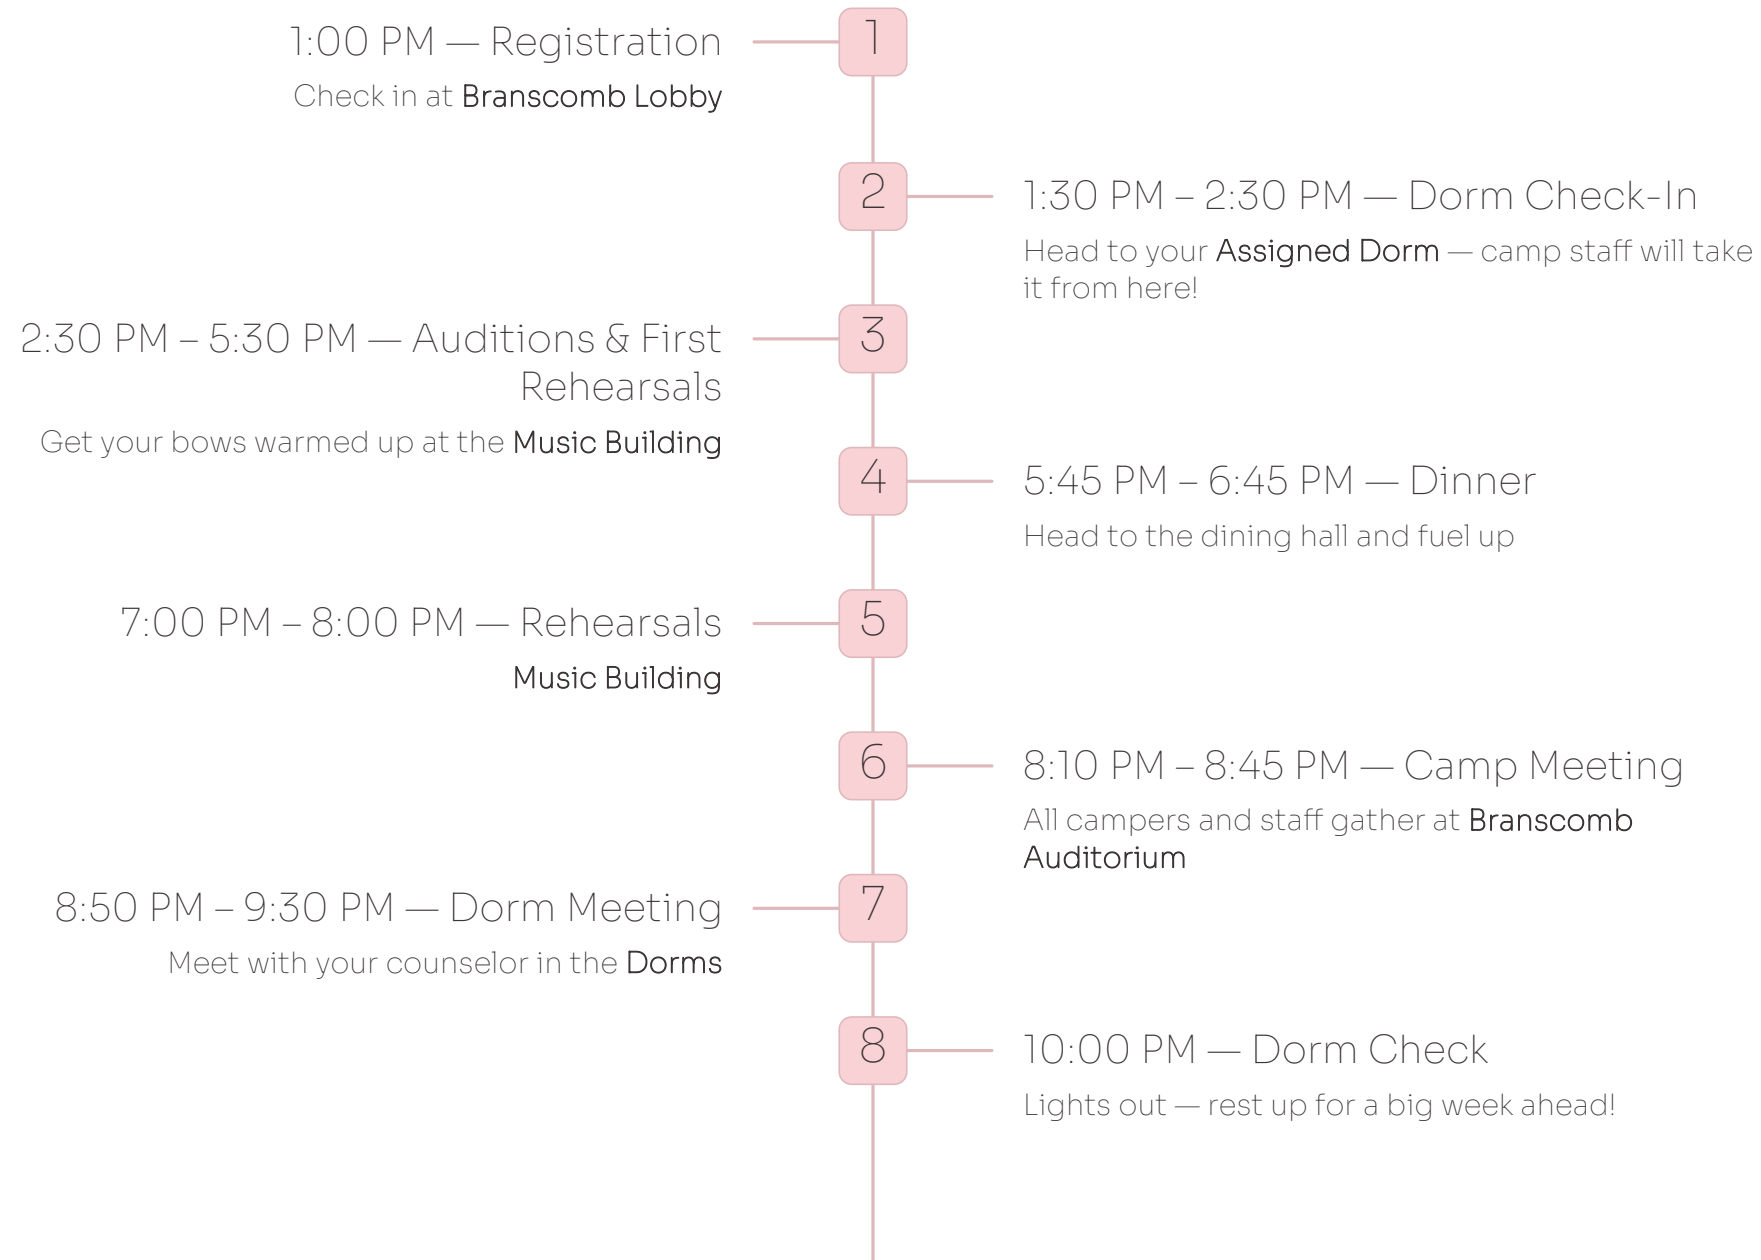 1:00 PM — Registration
Check in at Branscomb Lobby
1
2
1:30 PM – 2:30 PM — Dorm Check-In
Head to your Assigned Dorm — camp staff will take
it from here!
2:30 PM – 5:30 PM — Auditions & First
Rehearsals
Get your bows warmed up at the Music Building
3
4
5:45 PM – 6:45 PM — Dinner
Head to the dining hall and fuel up
7:00 PM – 8:00 PM — Rehearsals
Music Building
5
6
8:10 PM – 8:45 PM — Camp Meeting
All campers and staff gather at Branscomb
Auditorium
8:50 PM – 9:30 PM — Dorm Meeting
Meet with your counselor in the Dorms
7
8
10:00 PM — Dorm Check
Lights out — rest up for a big week ahead!